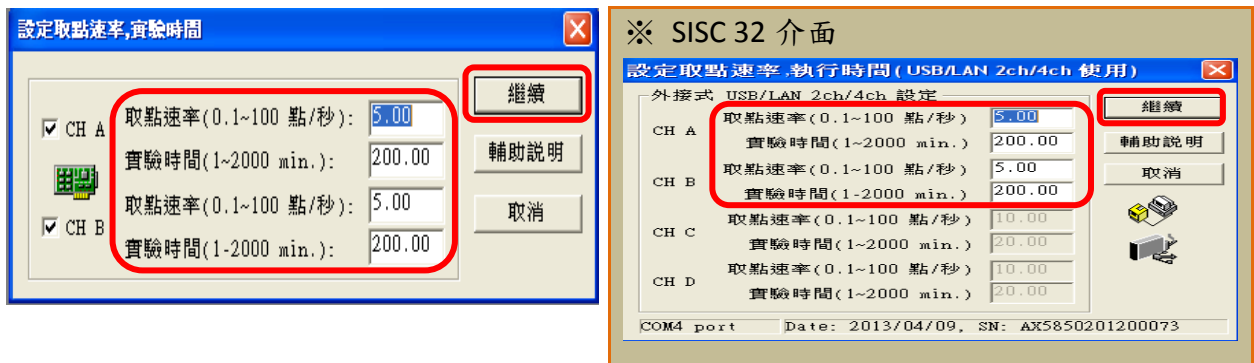 設定取點速率,實驗時間
CH A
取點速率(0.1~100 點/秒): 5.00
實驗時間(1~2000 min.): 200.00
CH B
取點速率(0.1~100 點/秒): 5.00
實驗時間(1-2000 min.): 200.00
繼續
輔助説明
取消
※ SISC 32 介面
設定取點速率,執行時間(USB/LAN 2ch/4ch 使用)
外接式 USB/LAN 2ch/4ch 設定
CH A
取點速率(0.1~100 點/秒) 5.00
實驗時間(1~2000 min.) 200.00
CH B
取點速率(0.1~100 點/秒) 5.00
實驗時間(1-2000 min.) 200.00
CH C
取點速率(0.1~100 點/秒) 10.00
實驗時間(1~2000 min.) 20.00
CH D
取點速率(0.1~100 點/秒) 10.00
實驗時間(1~2000 min.) 20.00
繼續
輔助説明
取消
COM4 port Date: 2013/04/09, SN: AX5850201200073